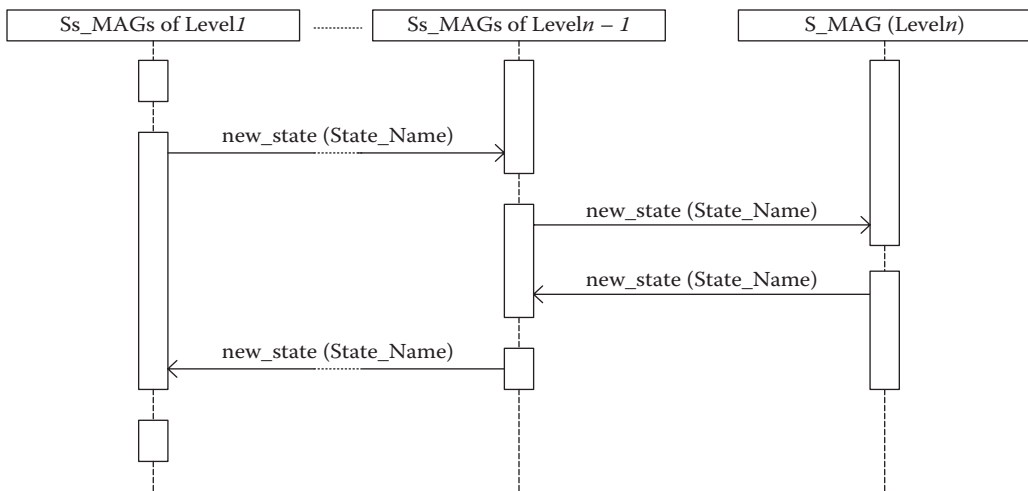 Ss_MAGs of Level1
Ss_MAGs of Leveln – 1
S_MAG (Leveln)
new_state (State_Name)
new_state (State_Name)
new_state (State_Name)
new_state (State_Name)